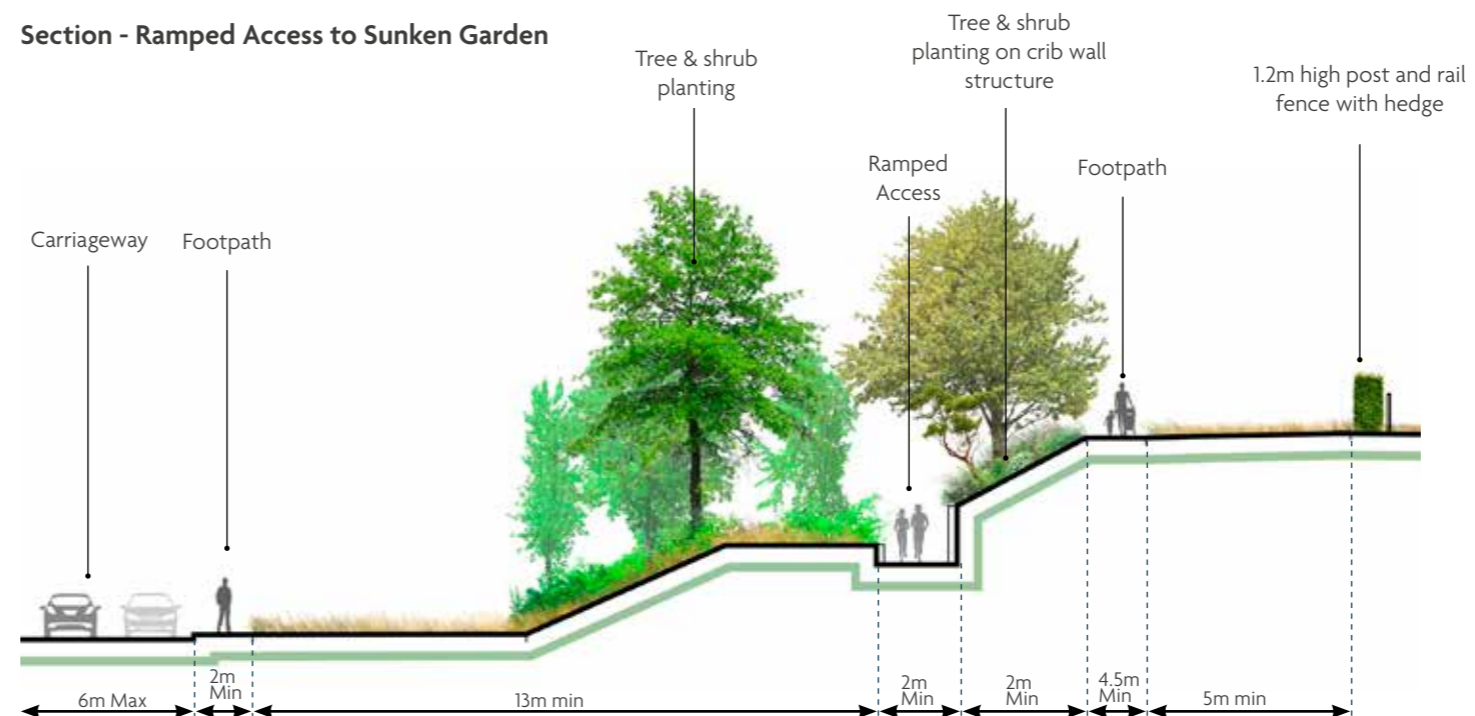 Section - Ramped Access to Sunken Garden
Tree & shrub
planting
Tree & shrub
planting on crib wall
structure
1.2m high post and rail
fence with hedge
Ramped
Access
Footpath
Carriageway
Footpath
6m Max
2m
Min
13m min
2m
Min
2m
Min
4.5m
Min
5m min